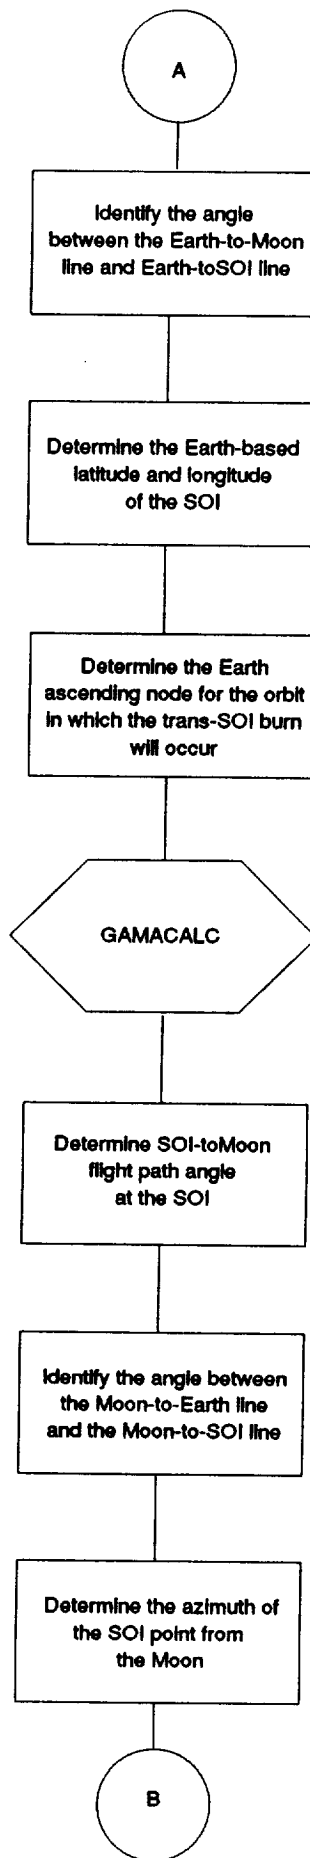 A
Identify the angle
between the Earth-to-Moon
line and Earth-toSOI line
Determine the Earth-based
latitude and longitude
of the SOI
Determine the Earth
ascending node for the orbit
in which the trans-SOI burn
will occur
GAMACALC
Determine SOI-toMoon
flight path angle
at the SOI
Identify the angle between
the Moon-to-Earth line
and the Moon-to-SOI line
Determine the azimuth of
the SOI point from
the Moon
B